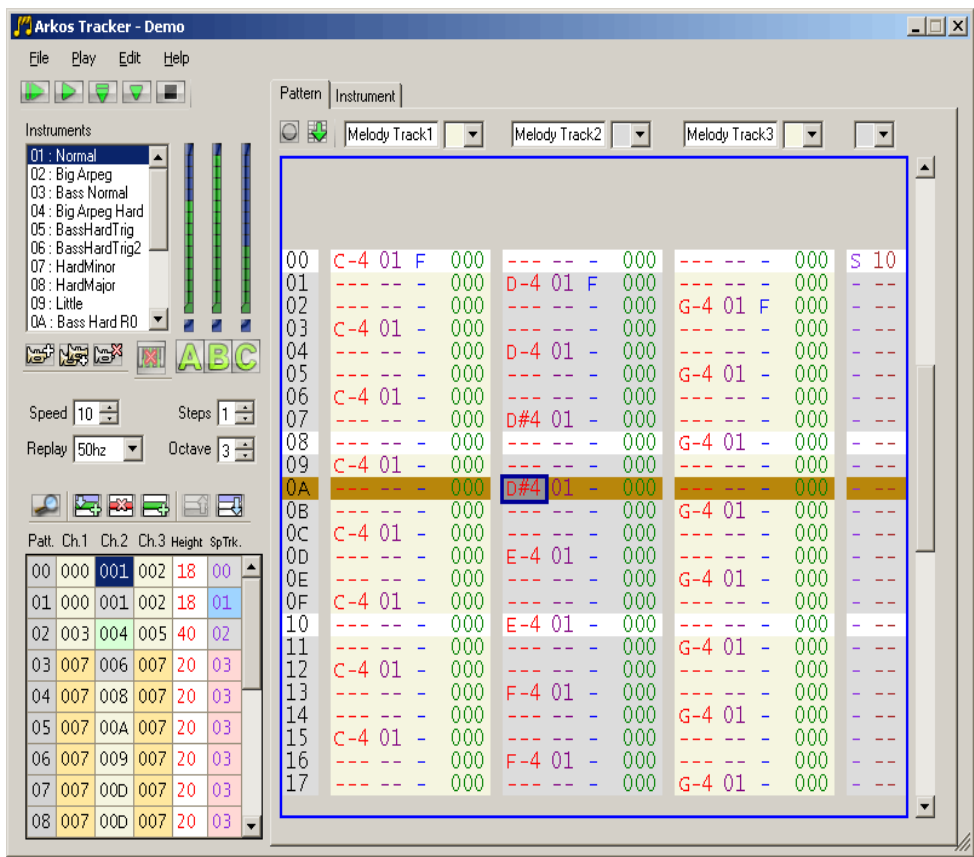 Arkos Tracker - Demo
File Play Edit Help
Pattern Instrument
Melody Track1 Melody Track2 Melody Track3
Instruments
01 : Normal
02 : Big Arpeg
03 : Bass Normal
04 : Big Arpeg Hard
05 : BassHardTrig
06 : BassHardTrig2
07 : HardMinor
08 : HardMajor
09 : Little
0A : Bass Hard R0
A B C
Speed 10 Steps 1
Replay 50hz Octave 3
Patt. Ch.1 Ch.2 Ch.3 Height SpTrk.
00 000 001 002 18 00
01 000 001 002 18 01
02 003 004 005 40 02
03 007 006 007 20 03
04 007 008 007 20 03
05 007 00A 007 20 03
06 007 009 007 20 03
07 007 00D 007 20 03
08 007 00D 007 20 03
00 C-4 01 F 000 --- -- - 000 --- -- - 000 S 10
01 --- -- - 000 D-4 01 F 000 --- -- - 000 - --
02 --- -- - 000 --- -- - 000 G-4 01 F 000 - --
03 C-4 01 - 000 --- -- - 000 --- -- - 000 - --
04 --- -- - 000 D-4 01 - 000 --- -- - 000 - --
05 --- -- - 000 --- -- - 000 G-4 01 - 000 - --
06 C-4 01 - 000 --- -- - 000 --- -- - 000 - --
07 --- -- - 000 D#4 01 - 000 --- -- - 000 - --
08 --- -- - 000 --- -- - 000 G-4 01 - 000 - --
09 C-4 01 - 000 --- -- - 000 --- -- - 000 - --
0A --- -- - 000 D#4 01 - 000 --- -- - 000 - --
0B --- -- - 000 --- -- - 000 G-4 01 - 000 - --
0C C-4 01 - 000 --- -- - 000 --- -- - 000 - --
0D --- -- - 000 E-4 01 - 000 --- -- - 000 - --
0E --- -- - 000 --- -- - 000 G-4 01 - 000 - --
0F C-4 01 - 000 --- -- - 000 --- -- - 000 - --
10 --- -- - 000 E-4 01 - 000 --- -- - 000 - --
11 --- -- - 000 --- -- - 000 G-4 01 - 000 - --
12 C-4 01 - 000 --- -- - 000 --- -- - 000 - --
13 --- -- - 000 F-4 01 - 000 --- -- - 000 - --
14 --- -- - 000 --- -- - 000 G-4 01 - 000 - --
15 C-4 01 - 000 --- -- - 000 --- -- - 000 - --
16 --- -- - 000 F-4 01 - 000 --- -- - 000 - --
17 --- -- - 000 --- -- - 000 G-4 01 - 000 - --